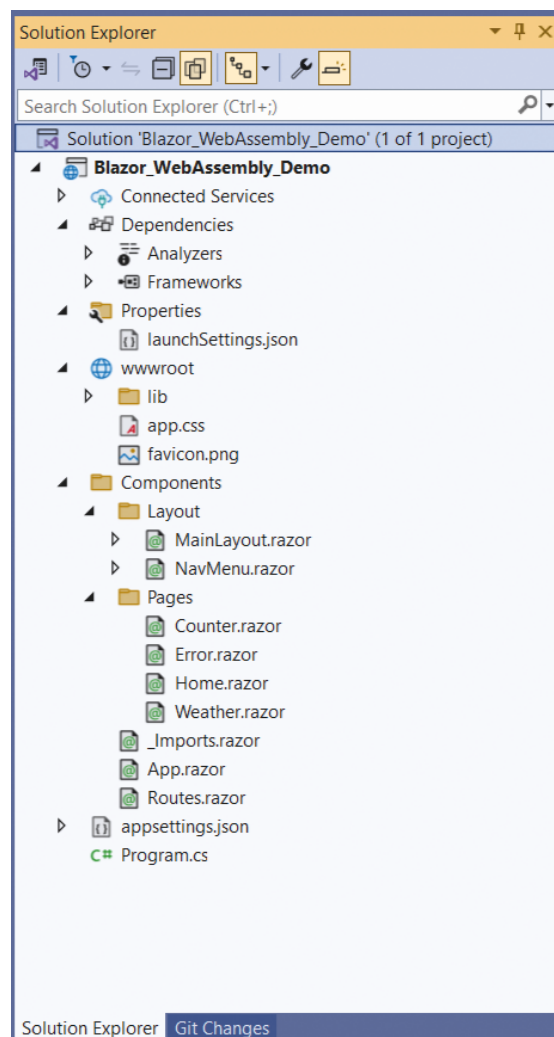 Solution Explorer
Search Solution Explorer (Ctrl+;)
Solution 'Blazor_WebAssembly_Demo' (1 of 1 project)
Blazor_WebAssembly_Demo
Connected Services
Dependencies
Analyzers
Frameworks
Properties
launchSettings.json
wwwroot
lib
app.css
favicon.png
Components
Layout
MainLayout.razor
NavMenu.razor
Pages
Counter.razor
Error.razor
Home.razor
Weather.razor
_Imports.razor
App.razor
Routes.razor
appsettings.json
C# Program.cs
Solution Explorer Git Changes